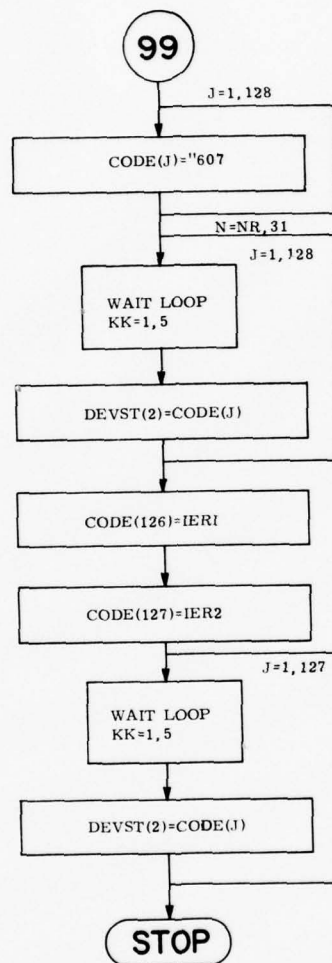 99
J=1, 128
CODE(J)="607
N=NR, 31
J=1, 128
WAIT LOOP
KK=1, 5
DEVST(2)=CODE(J)
CODE(126)=IER1
CODE(127)=IER2
J=1, 127
WAIT LOOP
KK=1, 5
DEVST(2)=CODE(J)
STOP